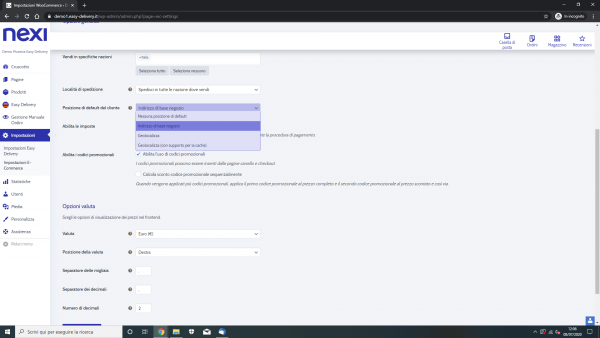 Impostazioni WooCommerce ‹ Dem
demo1.easy-delivery.it/wp-admin/admin.php?page=wc-settings
In incognito
nexi
Casella di posta
Ordini
Magazzino
Recensioni
Demo Piccola Easy Delivery
Cruscotto
Pagine
Prodotti
Easy Delivery
Gestione Manuale Ordini
Impostazioni
Impostazioni Easy Delivery
Impostazioni E-Commerce
Statistiche
Utenti
Media
Personalizza
Assistenza
Riduci menu
Vendi in specifiche nazioni
Seleziona tutto
Seleziona nessuno
Località di spedizione
Spedisci in tutte le nazione dove vendi
Posizione di default del cliente
Indirizzo di base negozio
Nessuna posizione di default
Indirizzo di base negozio
Geolocalizza
Geolocalizza (con supporto per la cache)
Abilita le imposte
la procedura di pagamento.
Abilita i codici promozionali
Abilita l'uso di codici promozionali
I codici promozionali possono essere inseriti dalle pagine carrello e checkout.
Calcola sconto codice promozionale sequenzialmente
Quando vengono applicati più codici promozionali, applica il primo codice promozionale al prezzo completo e il secondo codice promozionale al prezzo scontato e così via.
Opzioni valuta
Scegli le opzioni di visualizzazione dei prezzi nel frontend.
Valuta
Euro (€)
Posizione della valuta
Destra
Separatore delle migliaia
Separatore dei decimali
,
Numero di decimali
2
Scrivi qui per eseguire la ricerca
12:06
08/07/2020